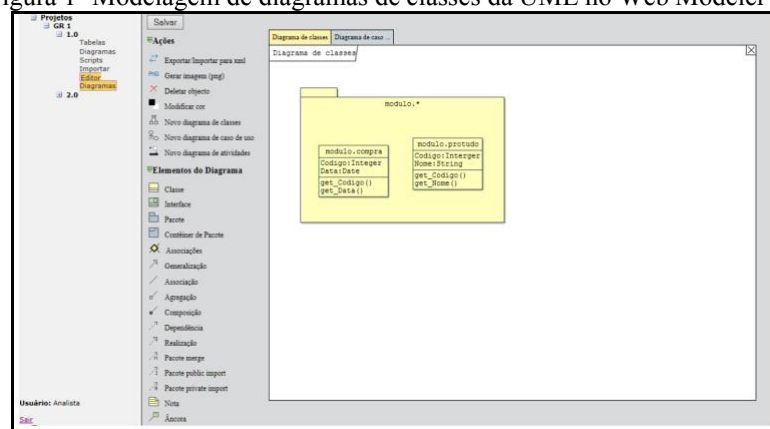 igura 1- Modelagem de diagramas de classes da UML no Web Modeler
Projetos
GR 1
1.0
Tabelas
Diagramas
Scripts
Importar
Editor
Diagramas
2.0
Usuário: Analista
Sair
Salvar
Ações
Exportar/Importar para xml
Gerar imagem (png)
Deletar objecto
Modificar cor
Novo diagrama de classes
Novo diagrama de caso de uso
Novo diagrama de atividades
Elementos do Diagrama
Classe
Interface
Pacote
Contêiner de Pacote
Associações
Generalização
Associação
Agregação
Composição
Dependência
Realização
Pacote merge
Pacote public import
Pacote private import
Nota
Âncora
Diagrama de classes Diagrama de caso ...
Diagrama de classes
modulo.*
modulo.compra
Codigo:Integer
Data:Date
get_Codigo()
get_Data()
modulo.protudo
Codigo:Interger
Nome:String
get_Codigo()
get_Nome()